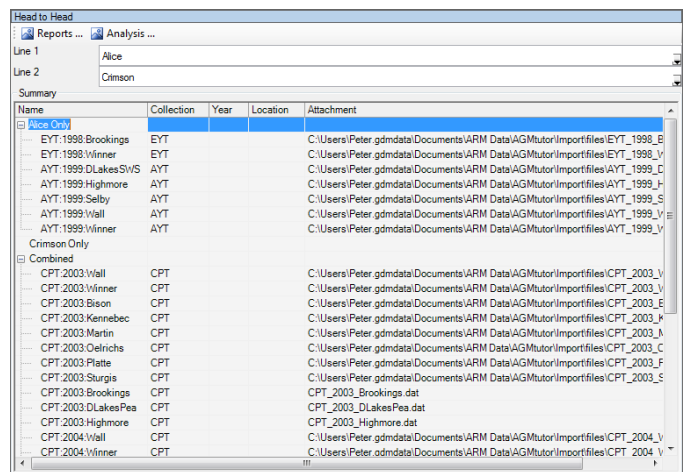 Head to Head
Reports ... Analysis ...
Line 1 Alice
Line 2 Crimson
Summary
Name Collection Year Location Attachment
Alice Only
EYT:1998:Brookings EYT C:\Users\Peter.gdmdata\Documents\ARM Data\AGMtutor\Import\files\EYT_1998_B
EYT:1998:Winner EYT C:\Users\Peter.gdmdata\Documents\ARM Data\AGMtutor\Import\files\EYT_1998_W
AYT:1999:DLakesSWS AYT C:\Users\Peter.gdmdata\Documents\ARM Data\AGMtutor\Import\files\AYT_1999_D
AYT:1999:Highmore AYT C:\Users\Peter.gdmdata\Documents\ARM Data\AGMtutor\Import\files\AYT_1999_H
AYT:1999:Selby AYT C:\Users\Peter.gdmdata\Documents\ARM Data\AGMtutor\Import\files\AYT_1999_S
AYT:1999:Wall AYT C:\Users\Peter.gdmdata\Documents\ARM Data\AGMtutor\Import\files\AYT_1999_W
AYT:1999:Winner AYT C:\Users\Peter.gdmdata\Documents\ARM Data\AGMtutor\Import\files\AYT_1999_W
Crimson Only
Combined
CPT:2003:Wall CPT C:\Users\Peter.gdmdata\Documents\ARM Data\AGMtutor\Import\files\CPT_2003_W
CPT:2003:Winner CPT C:\Users\Peter.gdmdata\Documents\ARM Data\AGMtutor\Import\files\CPT_2003_W
CPT:2003:Bison CPT C:\Users\Peter.gdmdata\Documents\ARM Data\AGMtutor\Import\files\CPT_2003_B
CPT:2003:Kennebec CPT C:\Users\Peter.gdmdata\Documents\ARM Data\AGMtutor\Import\files\CPT_2003_K
CPT:2003:Martin CPT C:\Users\Peter.gdmdata\Documents\ARM Data\AGMtutor\Import\files\CPT_2003_M
CPT:2003:Oelrichs CPT C:\Users\Peter.gdmdata\Documents\ARM Data\AGMtutor\Import\files\CPT_2003_O
CPT:2003:Platte CPT C:\Users\Peter.gdmdata\Documents\ARM Data\AGMtutor\Import\files\CPT_2003_P
CPT:2003:Sturgis CPT C:\Users\Peter.gdmdata\Documents\ARM Data\AGMtutor\Import\files\CPT_2003_S
CPT:2003:Brookings CPT CPT_2003_Brookings.dat
CPT:2003:DLakesPea CPT CPT_2003_DLakesPea.dat
CPT:2003:Highmore CPT CPT_2003_Highmore.dat
CPT:2004:Wall CPT C:\Users\Peter.gdmdata\Documents\ARM Data\AGMtutor\Import\files\CPT_2004_W
CPT:2004:Winner CPT C:\Users\Peter.gdmdata\Documents\ARM Data\AGMtutor\Import\files\CPT_2004_W